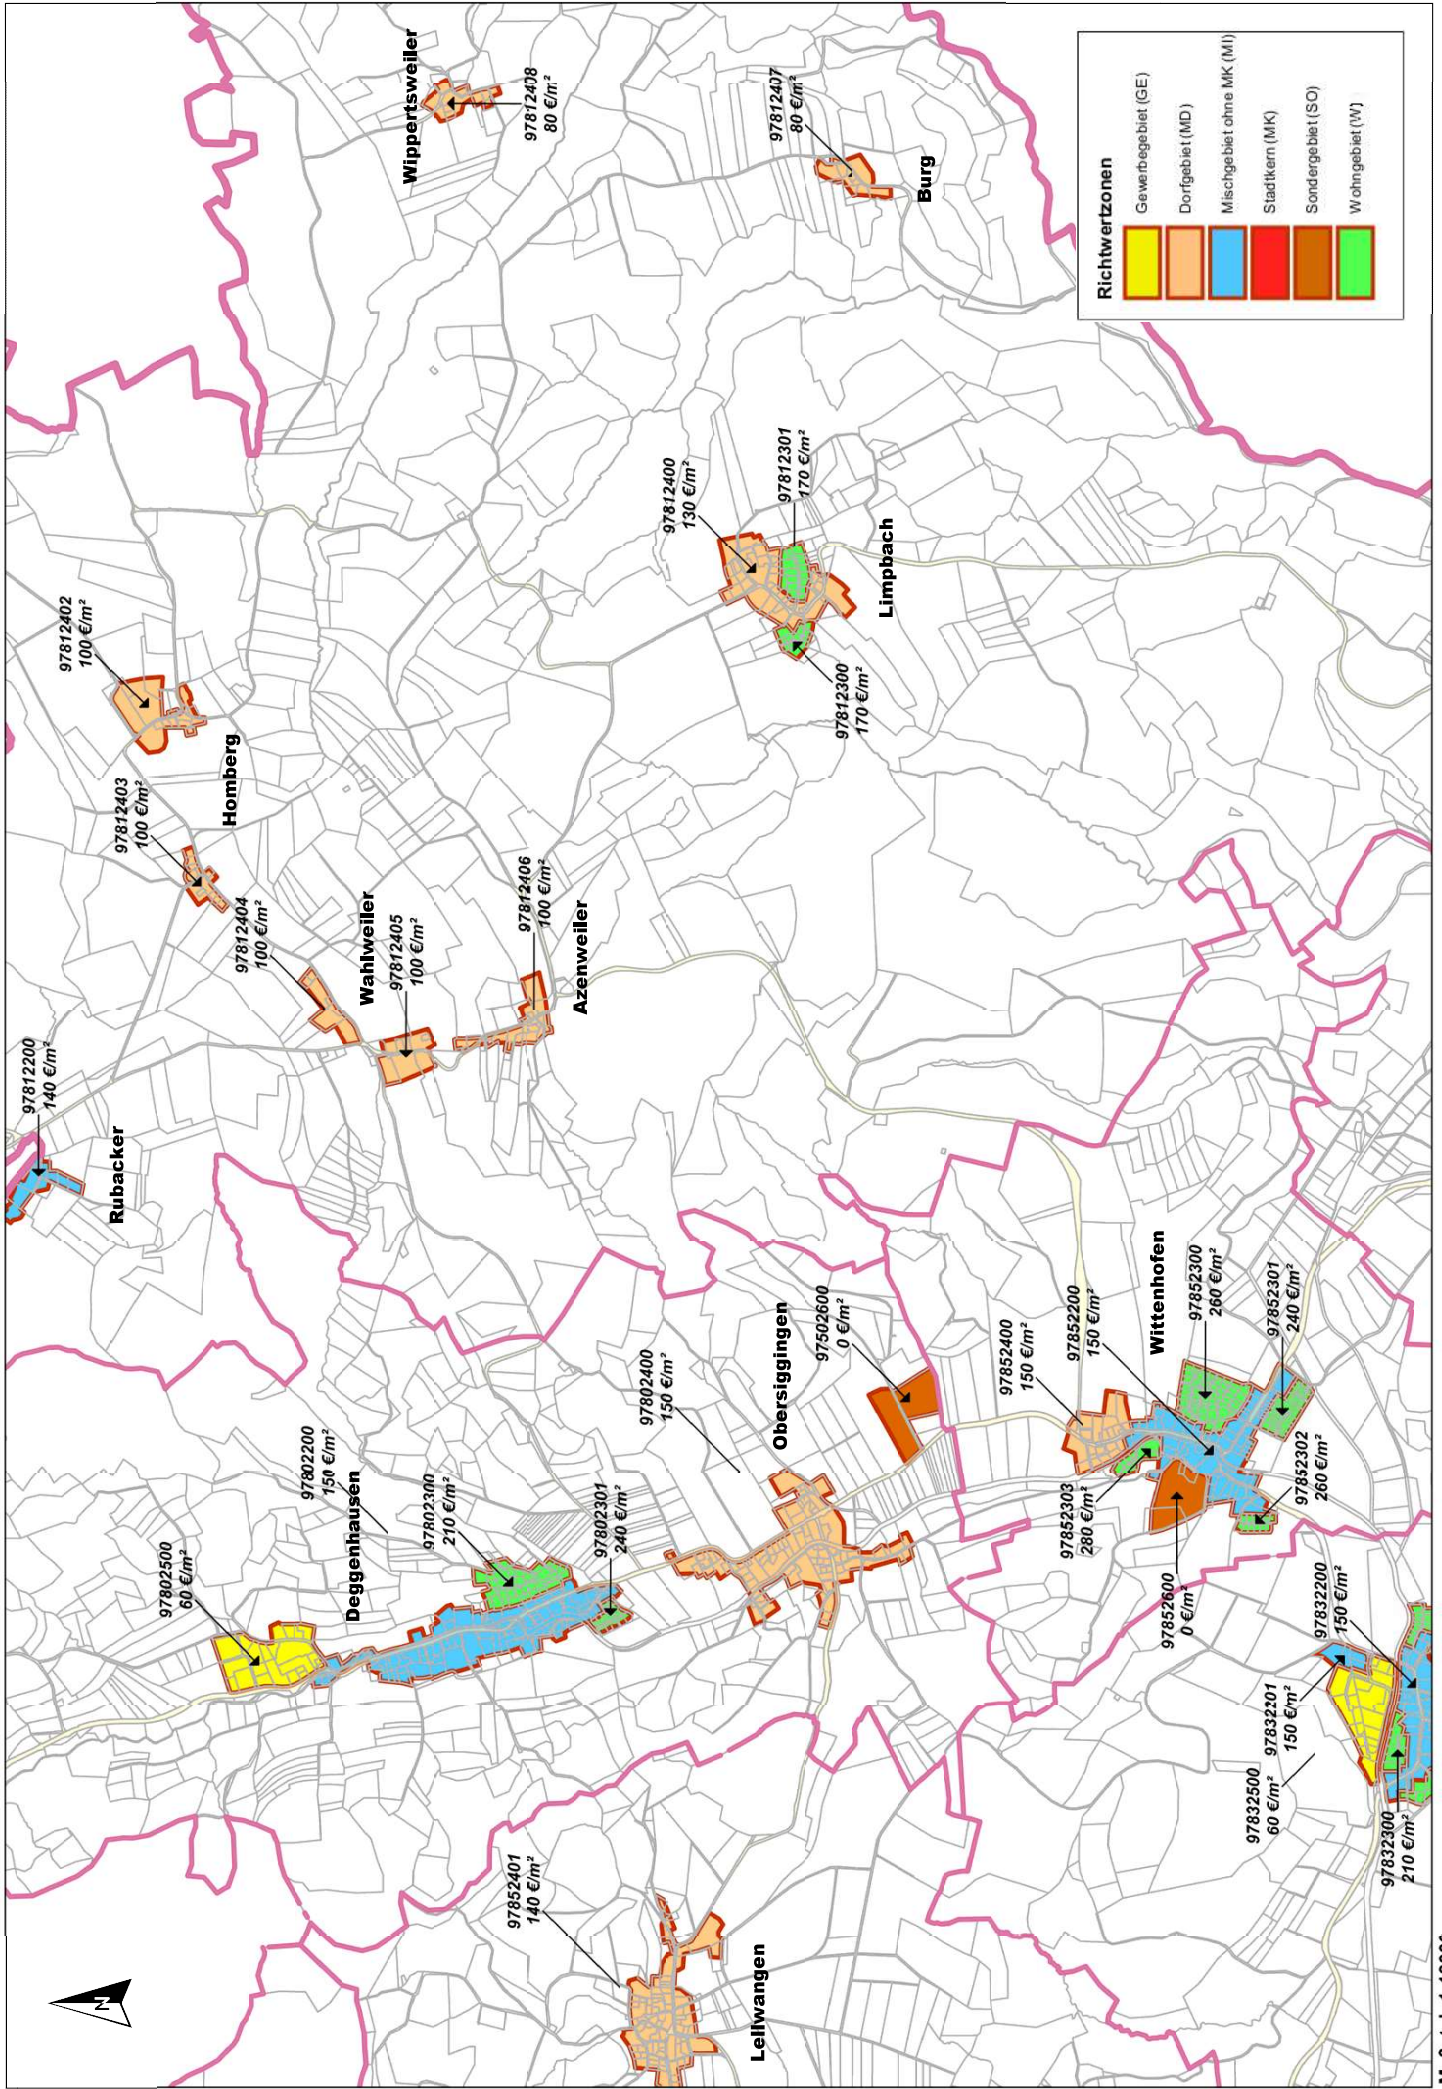 Wippertsweiler
97812408
80 €/m²
97812407
80 €/m²
Burg
97812402
100 €/m²
Homberg
97812403
100 €/m²
97812404
100 €/m²
Wahlweiler
97812405
100 €/m²
97812406
100 €/m²
Azenweiler
97812400
130 €/m²
97812301
170 €/m²
97812300
170 €/m²
Limpbach
97812200
140 €/m²
Rubacker
97802500
60 €/m²
Deggenhausen
97802200
150 €/m²
97802300
210 €/m²
97802301
240 €/m²
97802400
150 €/m²
Obersiggingen
97502600
0 €/m²
97852400
150 €/m²
97852200
150 €/m²
Wittenhofen
97852300
260 €/m²
97852301
240 €/m²
97852302
260 €/m²
97852303
280 €/m²
97852600
0 €/m²
97832200
150 €/m²
97832201
150 €/m²
97832500
60 €/m²
97832300
210 €/m²
97852401
140 €/m²
Lellwangen
N
Richtwertzonen
Gewerbegebiet (GE)
Dorfgebiet (MD)
Mischgebiet ohne MK (MI)
Stadtkern (MK)
Sondergebiet (SO)
Wohngebiet (W)